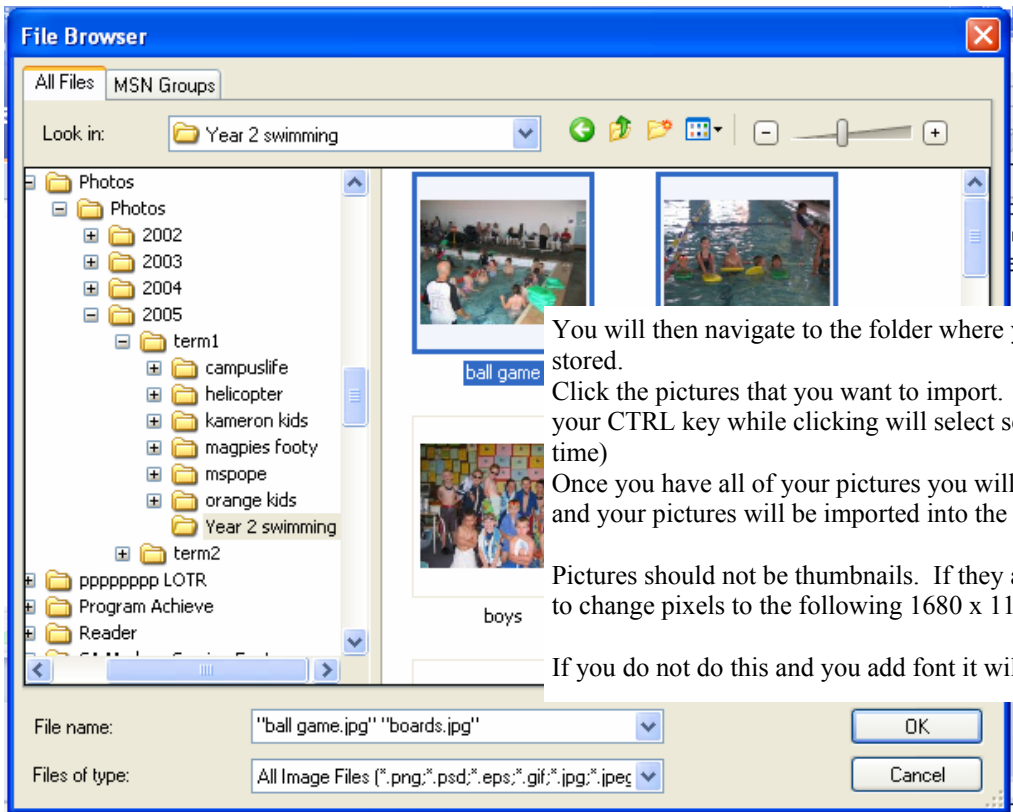 File Browser
All Files MSN Groups
Look in: Year 2 swimming
Photos
Photos
2002
2003
2004
2005
term1
campuslife
helicopter
kameron kids
magpies footy
mspope
orange kids
Year 2 swimming
term2
pppppppp LOTR
Program Achieve
Reader
ball game
boys
You will then navigate to the folder where
stored.
Click the pictures that you want to import.
your CTRL key while clicking will select
time)
Once you have all of your pictures you will
and your pictures will be imported into the
Pictures should not be thumbnails. If they
to change pixels to the following 1680 x 11
If you do not do this and you add font it
File name: "ball game.jpg" "boards.jpg" OK
Files of type: All Image Files (*.png;*.psd;*.eps;*.gif;*.jpg;*.jpeg Cancel